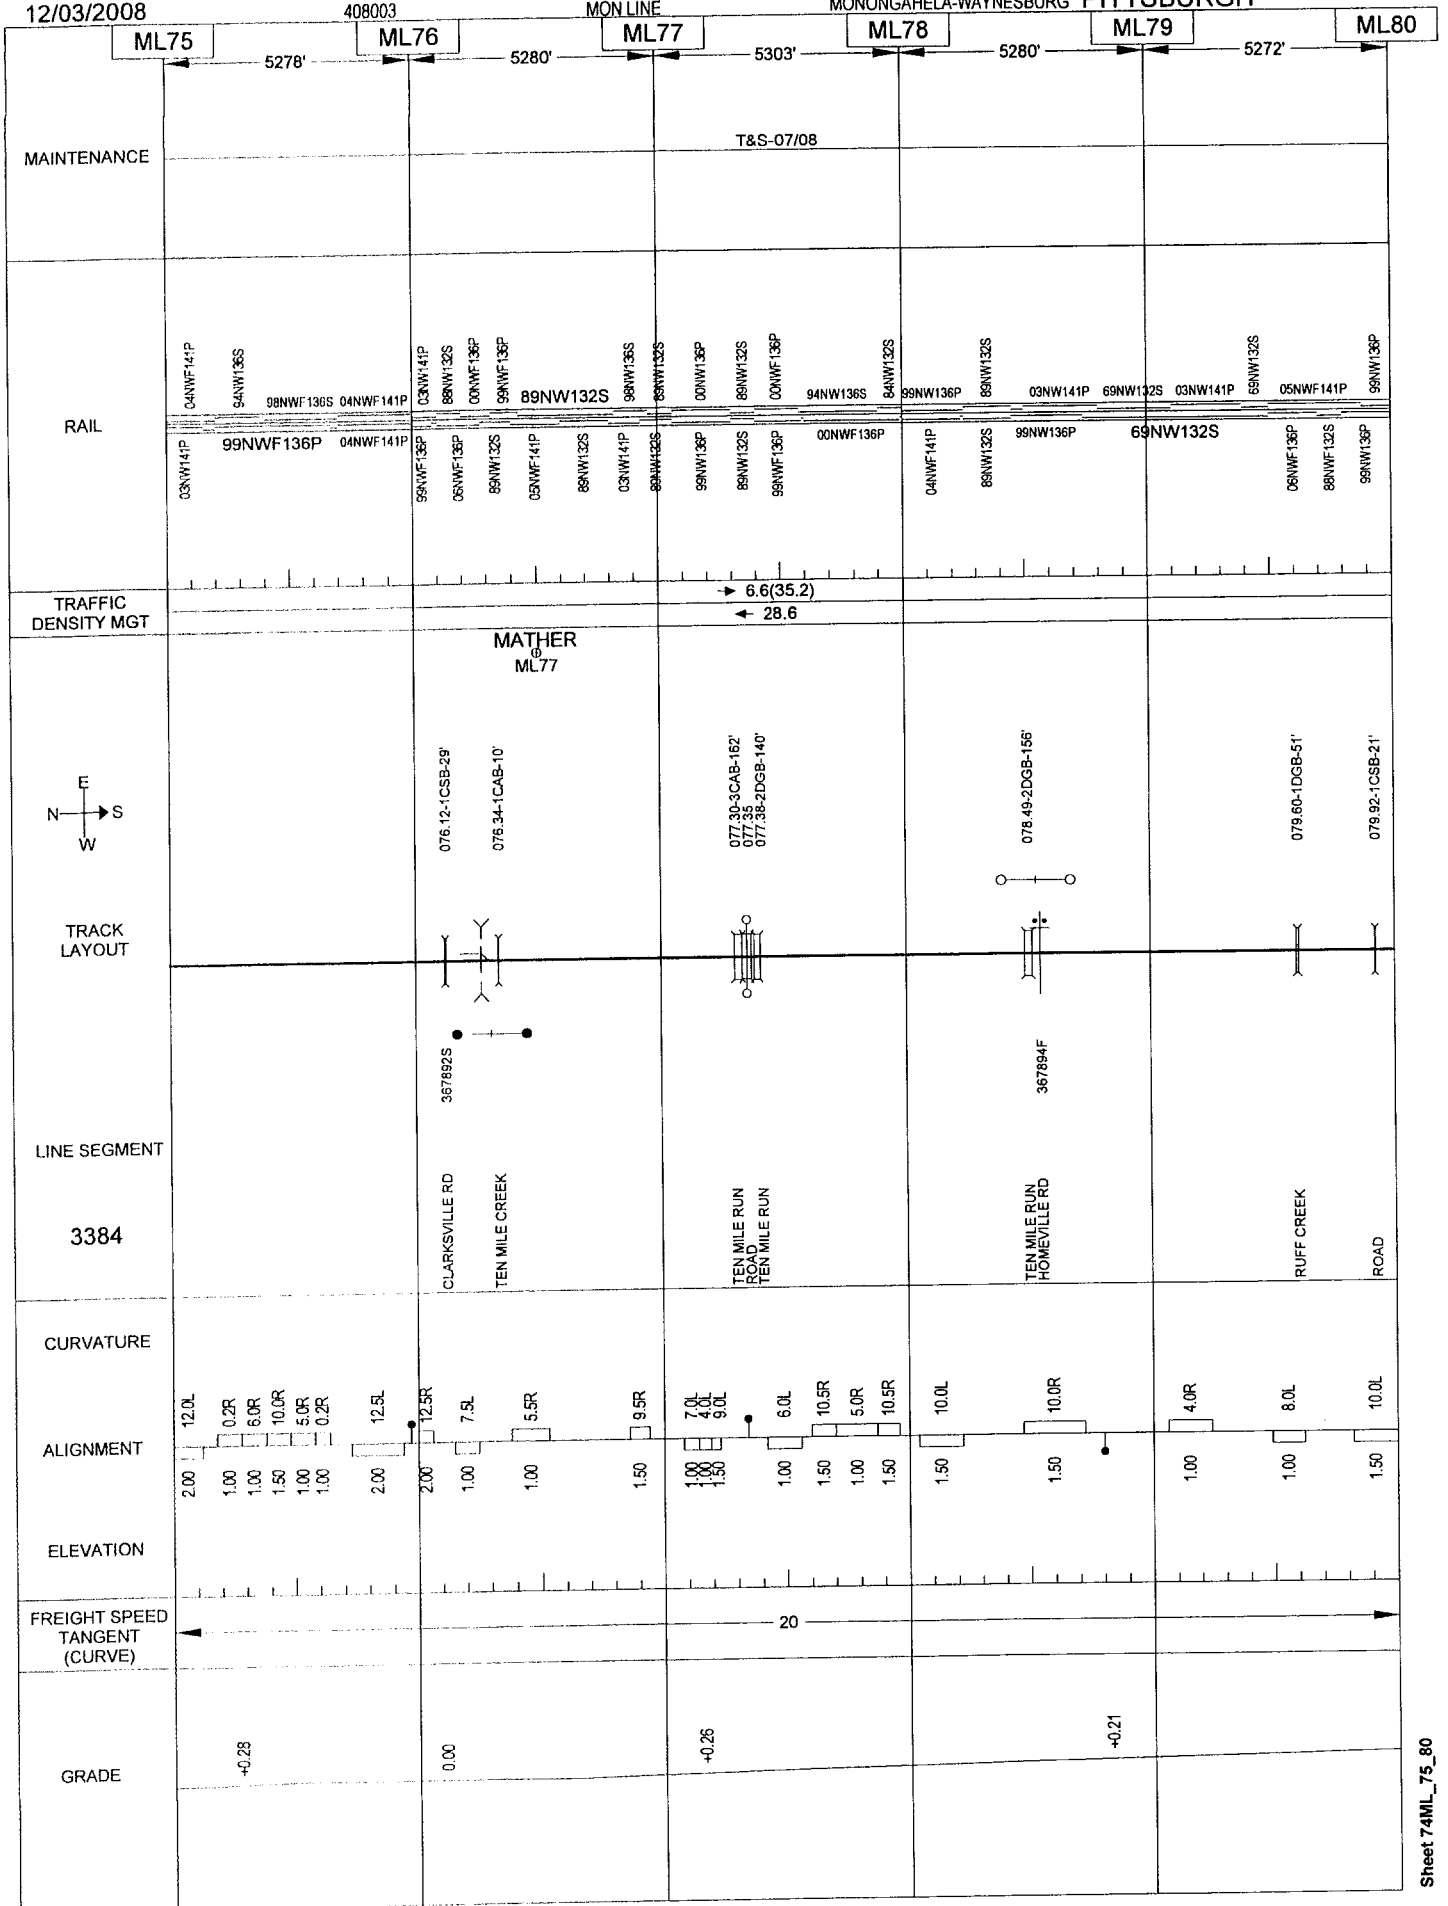 12/03/2008 408003 MON LINE MONONGAHELA-WAYNESBURG PITTSBURGH
ML75 ML76 ML77 ML78 ML79 ML80
5278' 5280' 5303' 5280' 5272'
MAINTENANCE
T&S-07/08
RAIL
04NWF141P 94NW136S 98NWF136S 04NWF141P 03NW141P 88NW132S 00NWF136P 99NWF136P 89NW132S 98NW136S 89NW132S 00NW136P 89NW132S 00NWF136P 94NW136S 84NW132S 99NW136P 89NW132S 03NW141P 69NW132S 03NW141P 69NW132S 05NWF141P 99NW136P
03NW141P 99NWF136P 04NWF141P 99NWF136P 06NWF136P 89NW132S 05NWF141P 89NW132S 03NW141P 89NW132S 99NW136P 89NW132S 99NWF136P 00NWF136P 04NWF141P 89NW132S 99NW136P 69NW132S 06NWF136P 88NWF132S 99NW136P
TRAFFIC
DENSITY MGT
6.6(35.2)
28.6
MATHER
ML77
E
N S
W
076.12-1CSB-29' 076.34-1CAB-10' 077.30-3CAB-162' 077.35 077.38-2DGB-140' 078.49-2DGB-156' 079.60-1DGB-51' 079.92-1CSB-21'
TRACK
LAYOUT
367892S 367894F
LINE SEGMENT
3384
CLARKSVILLE RD TEN MILE CREEK TEN MILE RUN ROAD TEN MILE RUN TEN MILE RUN HOMEVILLE RD RUFF CREEK ROAD
CURVATURE
12.0L 0.2R 6.0R 10.0R 5.0R 0.2R 12.5L 12.5R 7.5L 5.5R 9.5R 7.0L 4.0L 9.0L 6.0L 10.5R 5.0R 10.5R 10.0L 10.0R 4.0R 8.0L 10.0L
ALIGNMENT
2.00 1.00 1.00 1.50 1.00 1.00 2.00 2.00 1.00 1.00 1.50 1.00 1.00 1.50 1.00 1.50 1.00 1.50 1.50 1.50 1.00 1.00 1.50
ELEVATION
FREIGHT SPEED
TANGENT
(CURVE)
20
GRADE
+0.28 0.00 +0.26 +0.21
Sheet 74ML_75_80